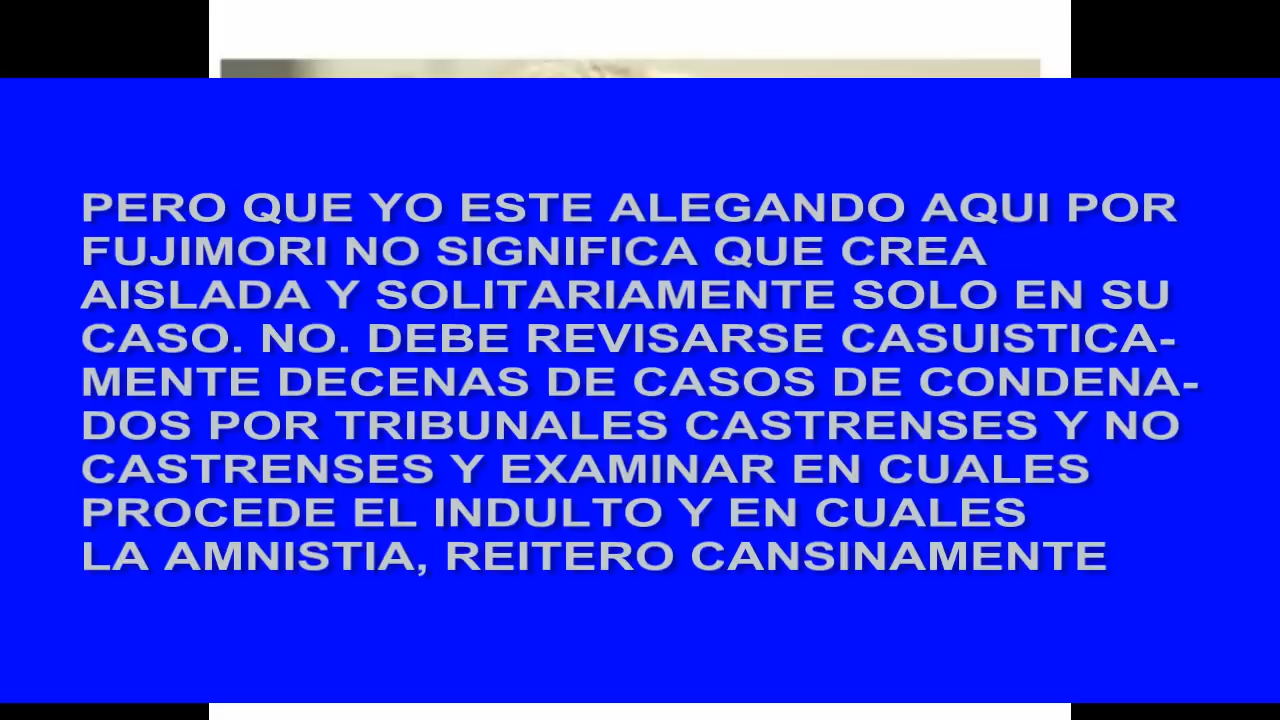 PERO QUE YO ESTE ALEGANDO AQUI POR
FUJIMORI NO SIGNIFICA QUE CREA
AISLADA Y SOLITARIAMENTE SOLO EN SU
CASO. NO. DEBE REVISARSE CASUISTICA-
MENTE DECENAS DE CASOS DE CONDENA-
DOS POR TRIBUNALES CASTRENSES Y NO
CASTRENSES Y EXAMINAR EN CUALES
PROCEDE EL INDULTO Y EN CUALES
LA AMNISTIA, REITERO CANSINAMENTE